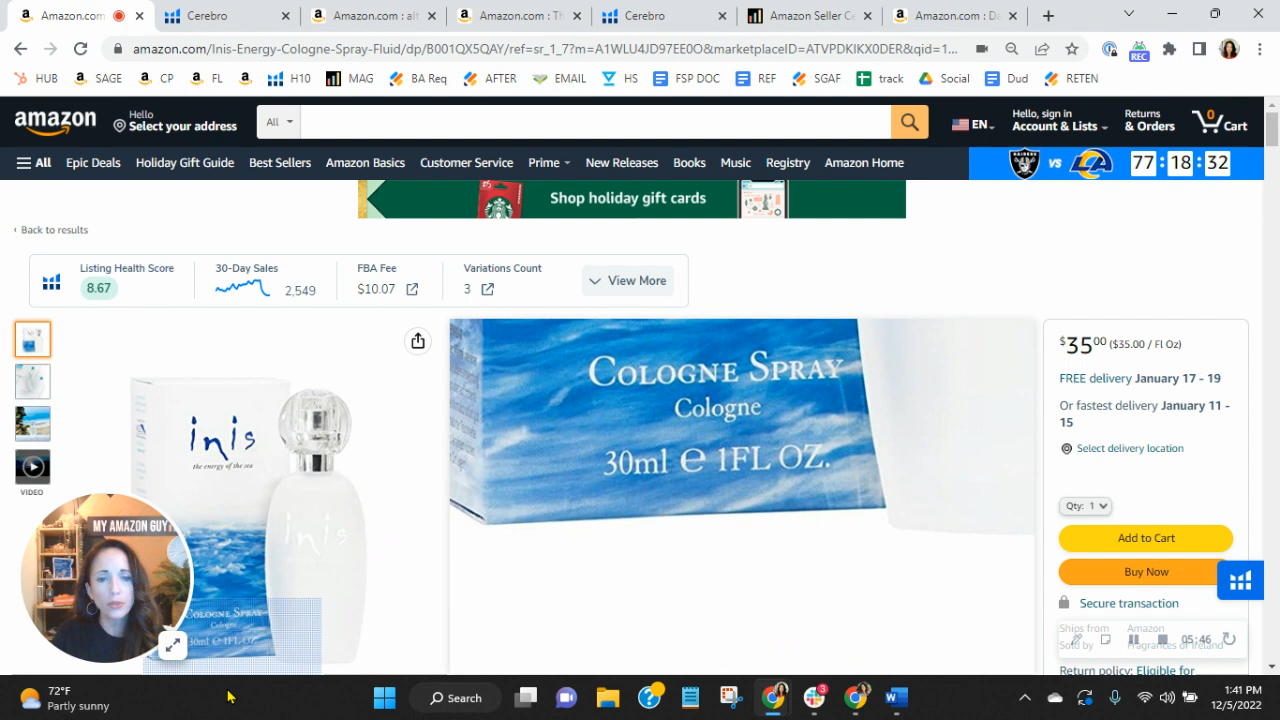 Amazon.com
Cerebro
Amazon.com : alt
Amazon.com : Th
Cerebro
Amazon Seller Ce
Amazon.com : Da
amazon.com/Inis-Energy-Cologne-Spray-Fluid/dp/B001QX5QAY/ref=sr_1_7?m=A1WLU4JD97EE0O&marketplaceID=ATVPDKIKX0DER&qid=1...
REC
HUB
SAGE
CP
FL
H10
MAG
BA Req
AFTER
EMAIL
HS
FSP DOC
REF
SGAF
track
Social
Dud
RETEN
amazon
Hello
Select your address
All
EN
Hello, sign in
Account & Lists
Returns
& Orders
0
Cart
All
Epic Deals
Holiday Gift Guide
Best Sellers
Amazon Basics
Customer Service
Prime
New Releases
Books
Music
Registry
Amazon Home
RAIDERS
VS
77 : 18 : 32
Shop holiday gift cards
‹ Back to results
Listing Health Score
8.67
30-Day Sales
2,549
FBA Fee
$10.07
Variations Count
3
View More
VIDEO
inis
the energy of the sea
inis
COLOGNE SPRAY
Cologne
30ml e 1FL OZ.
COLOGNE SPRAY
Cologne
30ml e 1FL OZ.
MY AMAZON GUY
$3500 ($35.00 / Fl Oz)
FREE delivery January 17 - 19
Or fastest delivery January 11 -
15
Select delivery location
Qty: 1
Add to Cart
Buy Now
Secure transaction
Ships from Amazon
Sold by Fragrances of Ireland
05:46
Return policy: Eligible for
72°F
Partly sunny
Search
3
1:41 PM
12/5/2022